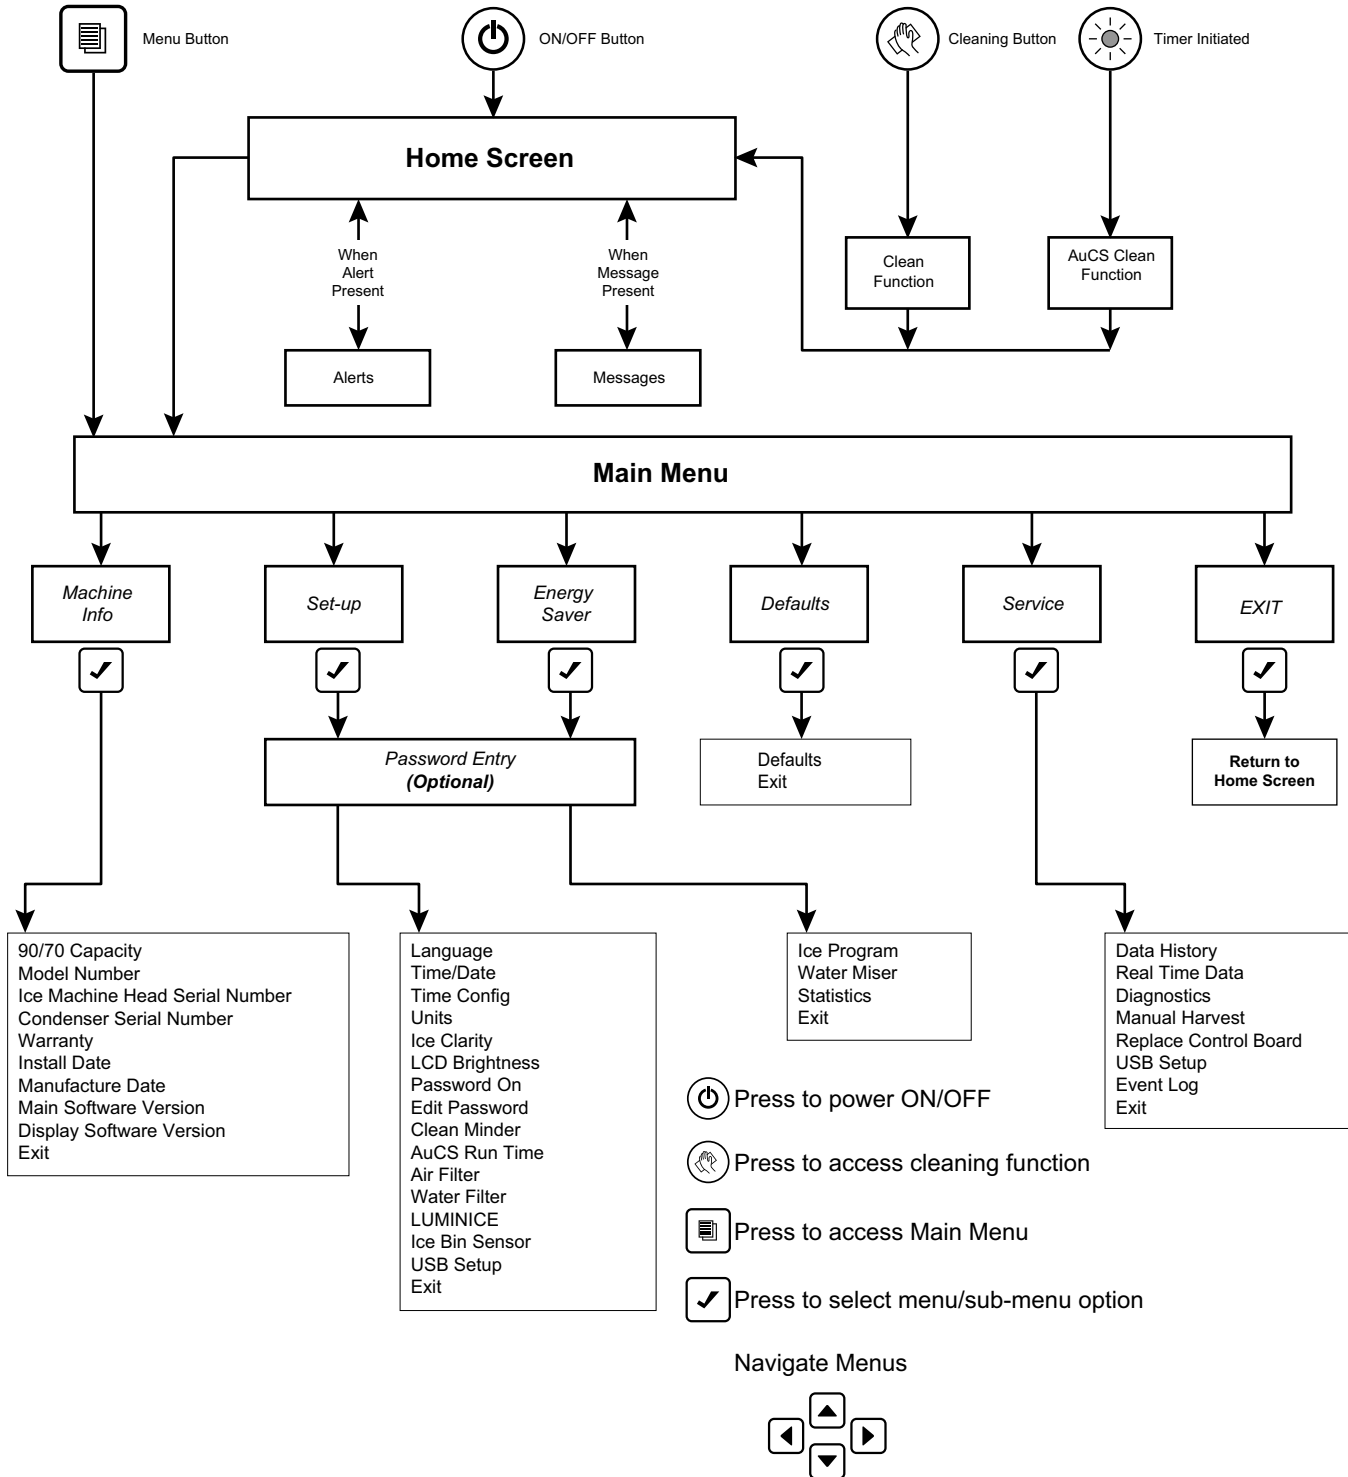 Menu Button
ON/OFF Button
Cleaning Button
Timer Initiated
Home Screen
When
Alert
Present
When
Message
Present
Clean
Function
AuCS Clean
Function
Alerts
Messages
Main Menu
Machine
Info
Set-up
Energy
Saver
Defaults
Service
EXIT
Password Entry
(Optional)
Defaults
Exit
Return to
Home Screen
90/70 Capacity
Model Number
Ice Machine Head Serial Number
Condenser Serial Number
Warranty
Install Date
Manufacture Date
Main Software Version
Display Software Version
Exit
Language
Time/Date
Time Config
Units
Ice Clarity
LCD Brightness
Password On
Edit Password
Clean Minder
AuCS Run Time
Air Filter
Water Filter
LUMINICE
Ice Bin Sensor
USB Setup
Exit
Ice Program
Water Miser
Statistics
Exit
Data History
Real Time Data
Diagnostics
Manual Harvest
Replace Control Board
USB Setup
Event Log
Exit
Press to power ON/OFF
Press to access cleaning function
Press to access Main Menu
Press to select menu/sub-menu option
Navigate Menus